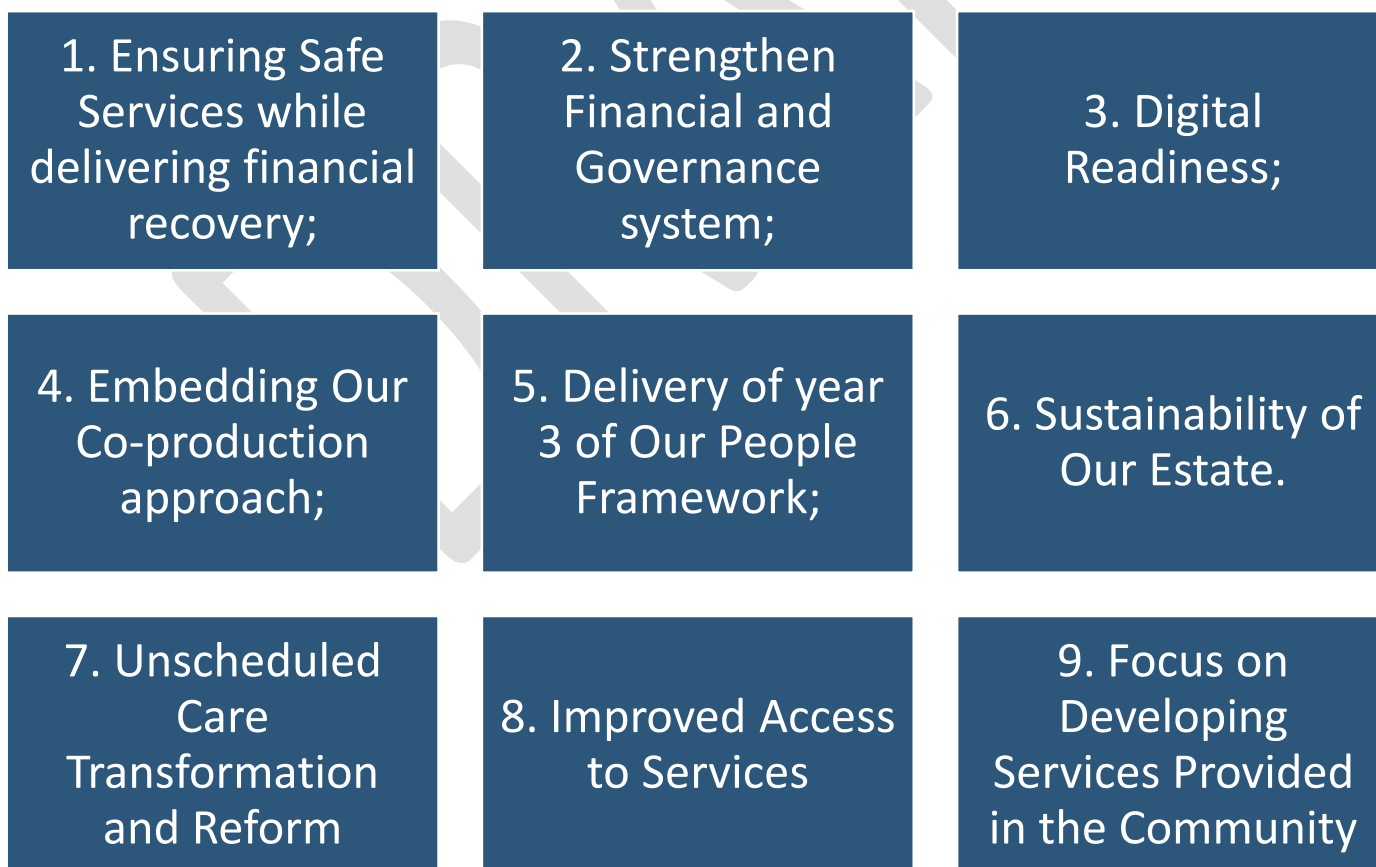 1. Ensuring Safe
Services while
delivering financial
recovery;
2. Strengthen
Financial and
Governance
system;
3. Digital
Readiness;
4. Embedding Our
Co-production
approach;
5. Delivery of year
3 of Our People
Framework;
6. Sustainability of
Our Estate.
7. Unscheduled
Care
Transformation
and Reform
8. Improved Access
to Services
9. Focus on
Developing
Services Provided
in the Community